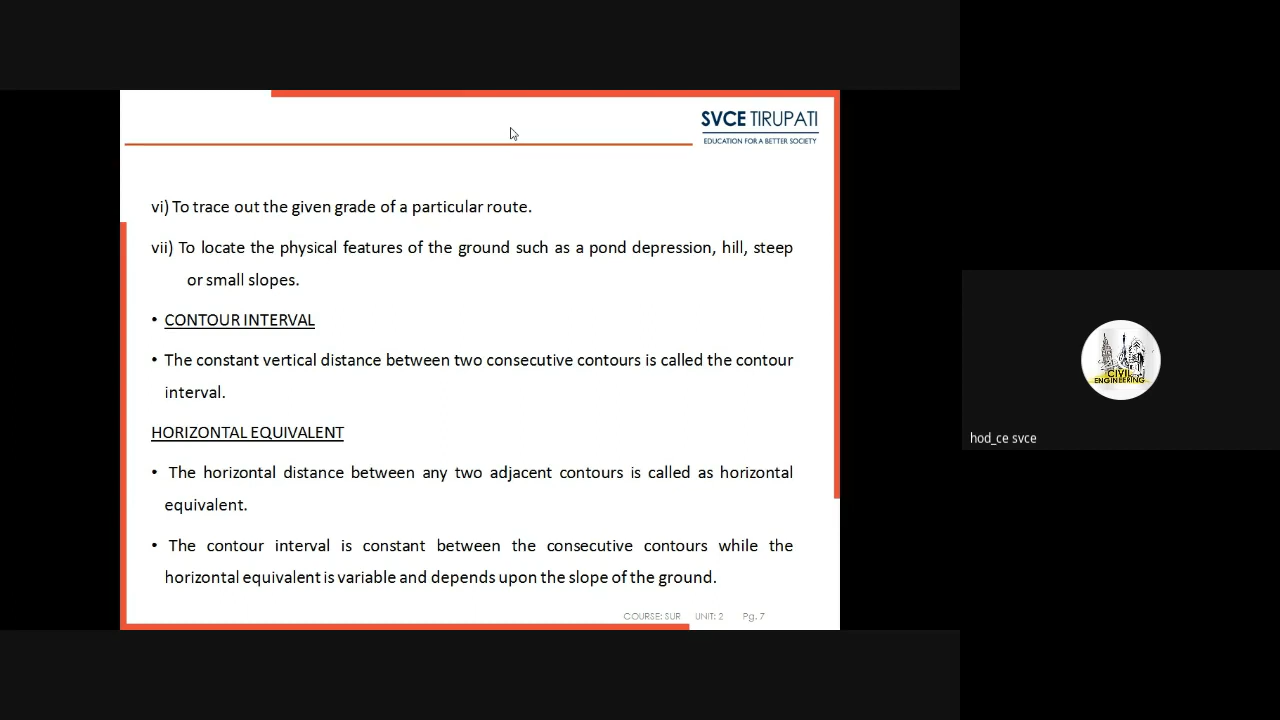 SVCE TIRUPATI
EDUCATION FOR A BETTER SOCIETY
vi) To trace out the given grade of a particular route.
vii) To locate the physical features of the ground such as a pond depression, hill, steep
or small slopes.
• CONTOUR INTERVAL
• The constant vertical distance between two consecutive contours is called the contour
interval.
HORIZONTAL EQUIVALENT
• The horizontal distance between any two adjacent contours is called as horizontal
equivalent.
• The contour interval is constant between the consecutive contours while the
horizontal equivalent is variable and depends upon the slope of the ground.
COURSE: SUR UNIT: 2 Pg. 7
CIVIL
ENGINEERING
hod_ce svce